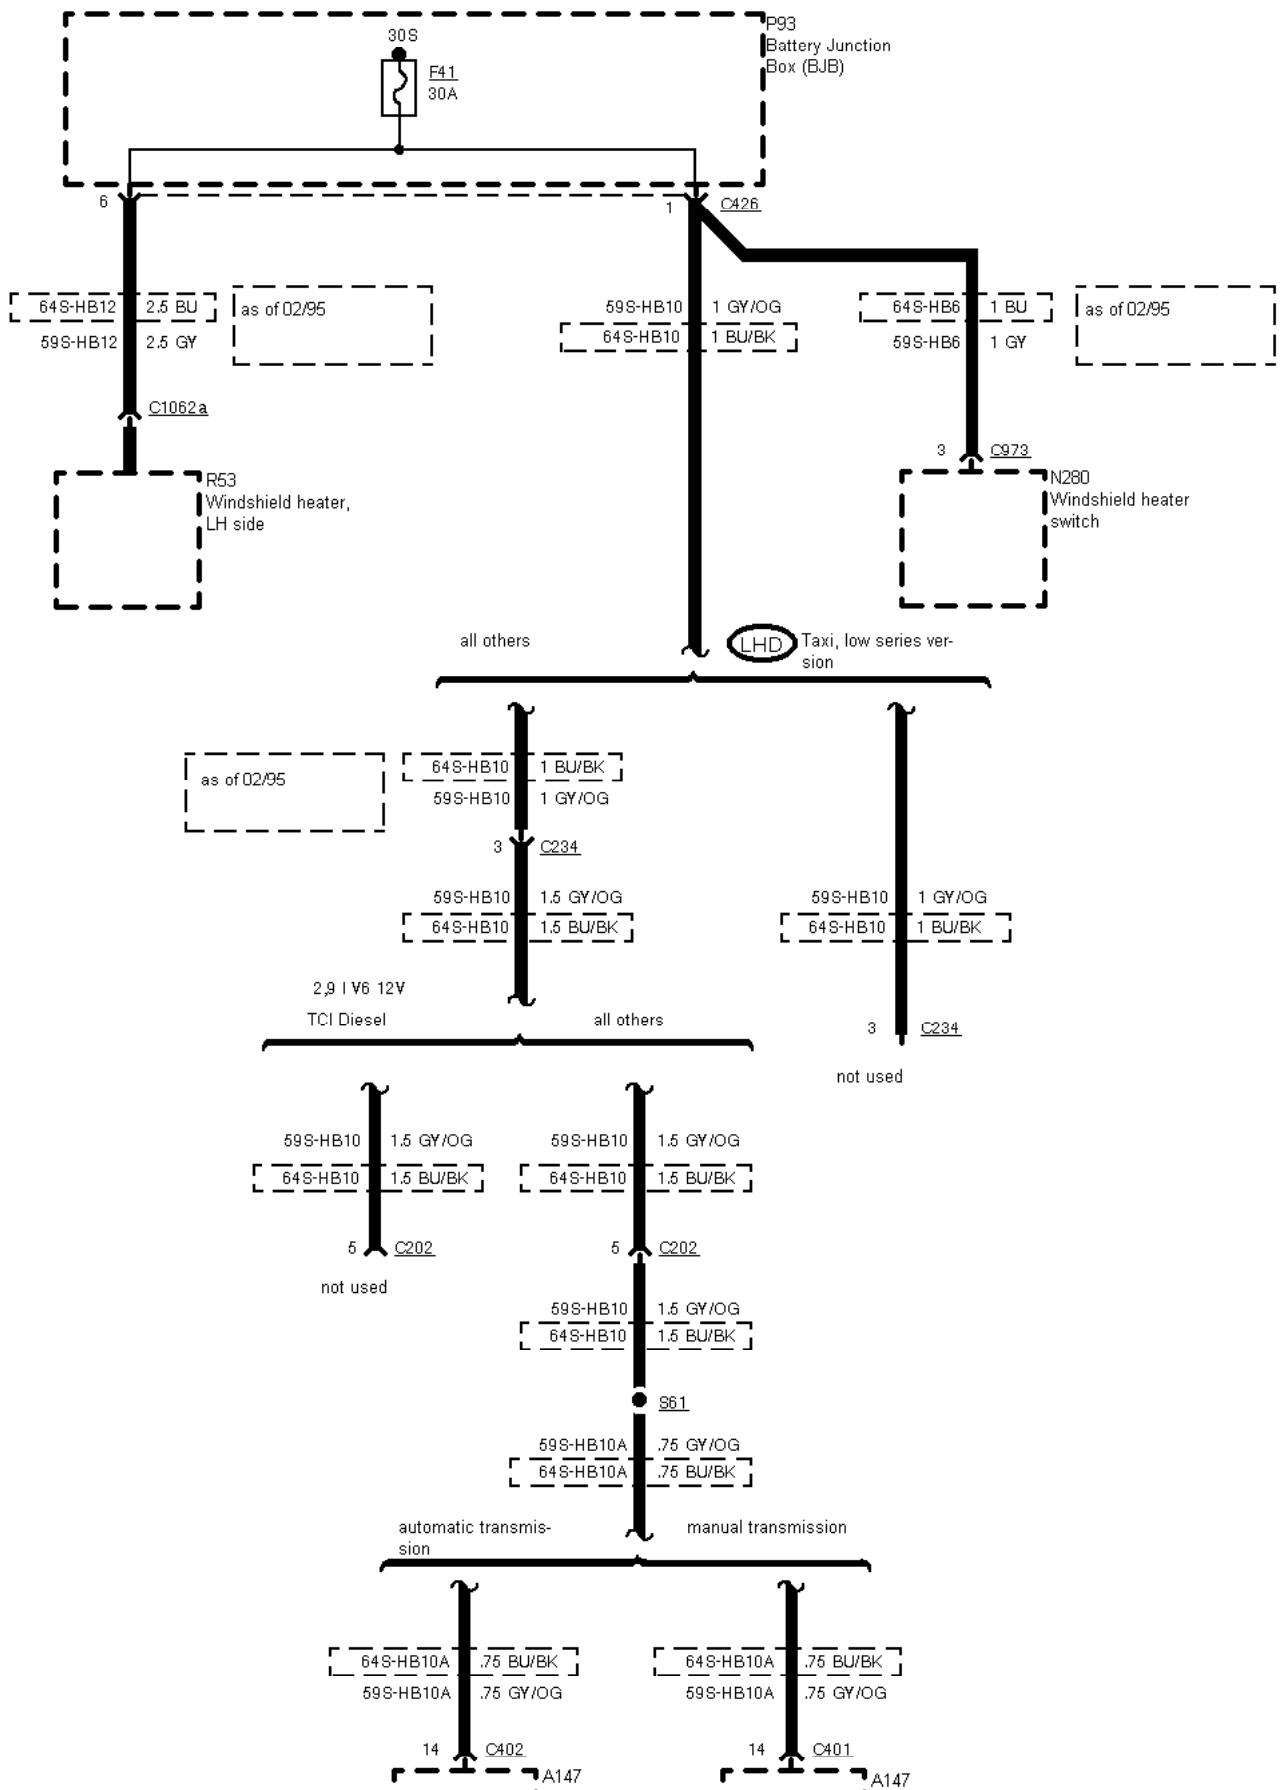 P93
Battery Junction
Box (BJB)
30S
F41
30A
6
1
C426
64S-HB12 2.5 BU
59S-HB12 2.5 GY
as of 02/95
59S-HB10 1 GY/OG
64S-HB10 1 BU/BK
64S-HB6 1 BU
59S-HB6 1 GY
as of 02/95
C1062a
3 C973
R53
Windshield heater,
LH side
N280
Windshield heater
switch
all others
LHD
Taxi, low series ver-
sion
as of 02/95
64S-HB10 1 BU/BK
59S-HB10 1 GY/OG
3 C234
59S-HB10 1.5 GY/OG
64S-HB10 1.5 BU/BK
59S-HB10 1 GY/OG
64S-HB10 1 BU/BK
2,9 l V6 12V
TCI Diesel
all others
3 C234
not used
59S-HB10 1.5 GY/OG
64S-HB10 1.5 BU/BK
59S-HB10 1.5 GY/OG
64S-HB10 1.5 BU/BK
5 C202
5 C202
not used
59S-HB10 1.5 GY/OG
64S-HB10 1.5 BU/BK
S61
59S-HB10A .75 GY/OG
64S-HB10A .75 BU/BK
automatic transmis-
sion
manual transmission
64S-HB10A .75 BU/BK
59S-HB10A .75 GY/OG
64S-HB10A .75 BU/BK
59S-HB10A .75 GY/OG
14 C402
14 C401
A147
A147